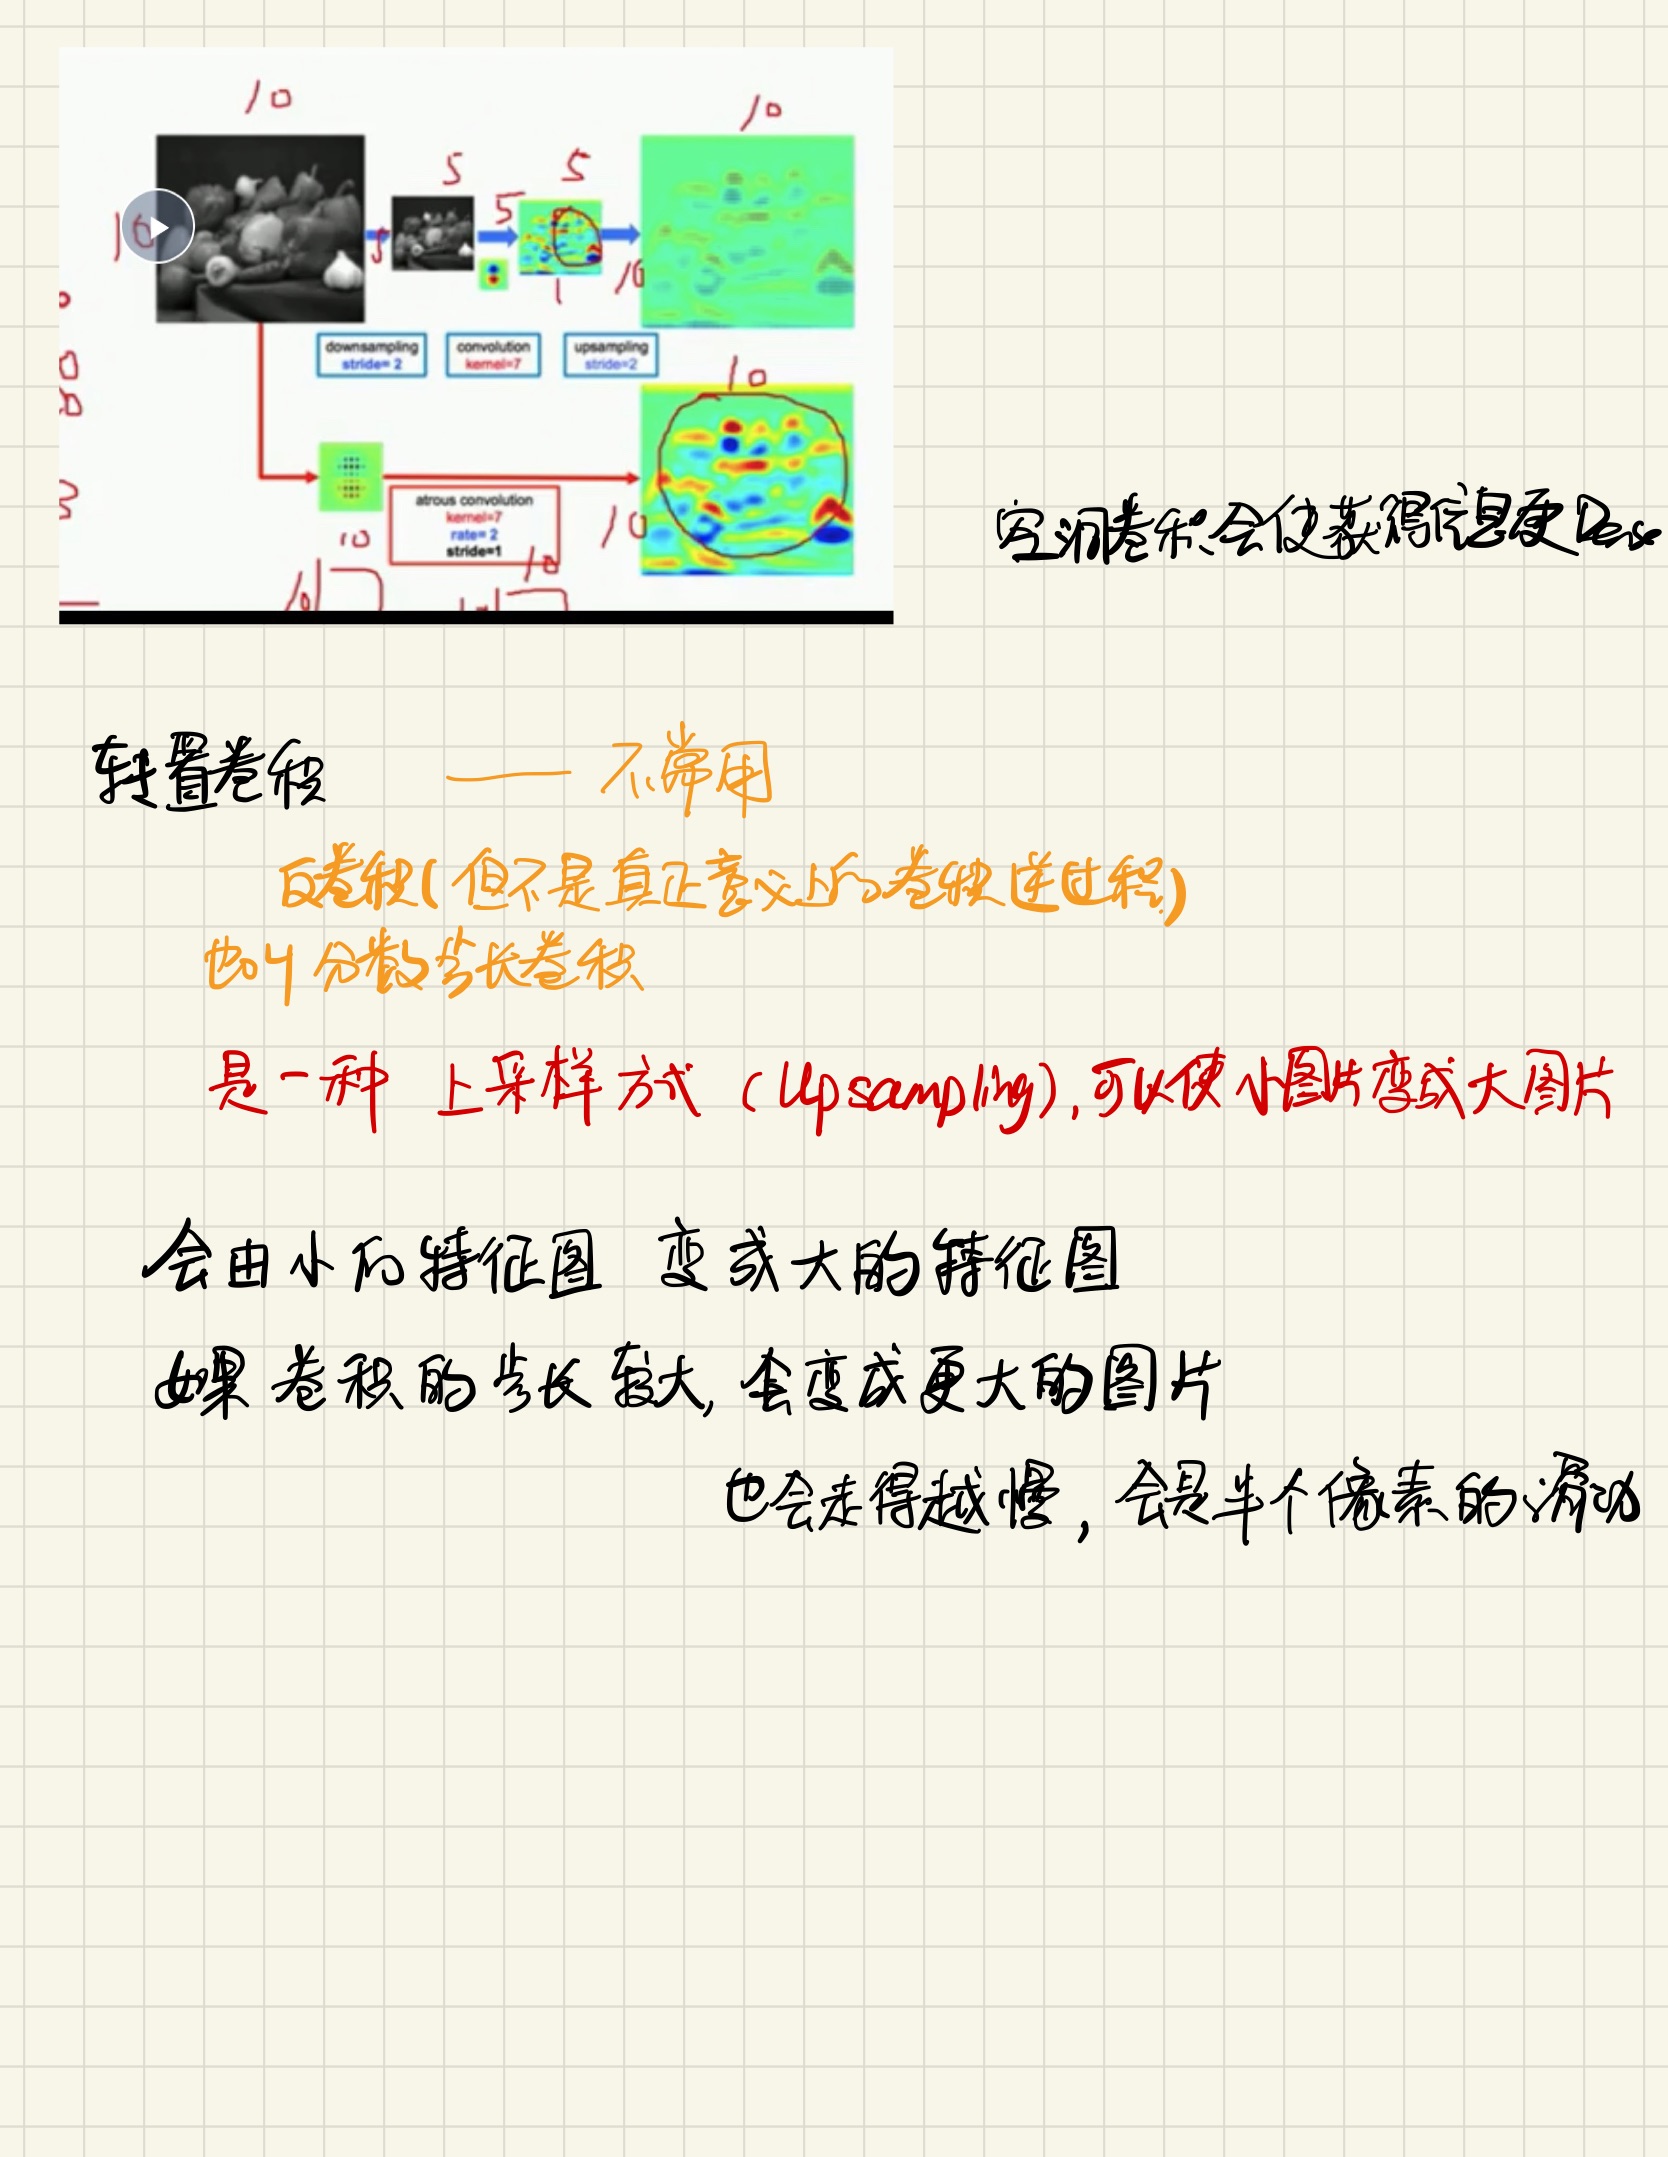 10
10
5
5
5
5
10
10
1
downsampling
stride= 2
convolution
kernel=7
upsampling
stride=2
10
atrous convolution
kernel=7
rate= 2
stride=1
10
10
10
10
空洞卷积会使获得信息更Dense
转置卷积 —— 不常用
反卷积(但不是真正意义上的卷积逆过程)
也叫分数步长卷积
是一种 上采样方式 (Upsampling),可以使小图片变成大图片
会由小的特征图 变成大的特征图
如果卷积的步长较大,会变成更大的图片
也会走得越慢,会是半个像素的滑动